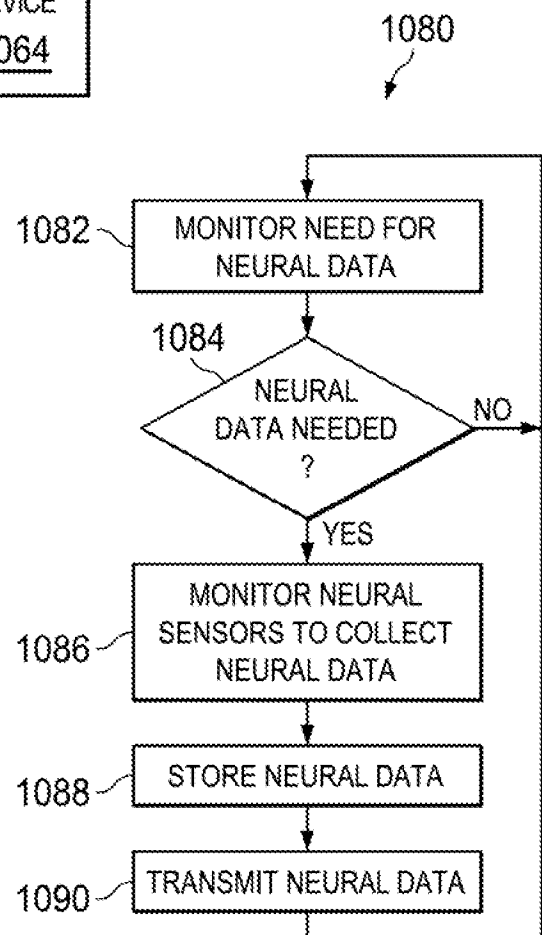 064
1080
1082
MONITOR NEED FOR
NEURAL DATA
1084
NEURAL
DATA NEEDED
?
NO
YES
1086
MONITOR NEURAL
SENSORS TO COLLECT
NEURAL DATA
1088
STORE NEURAL DATA
1090
TRANSMIT NEURAL DATA